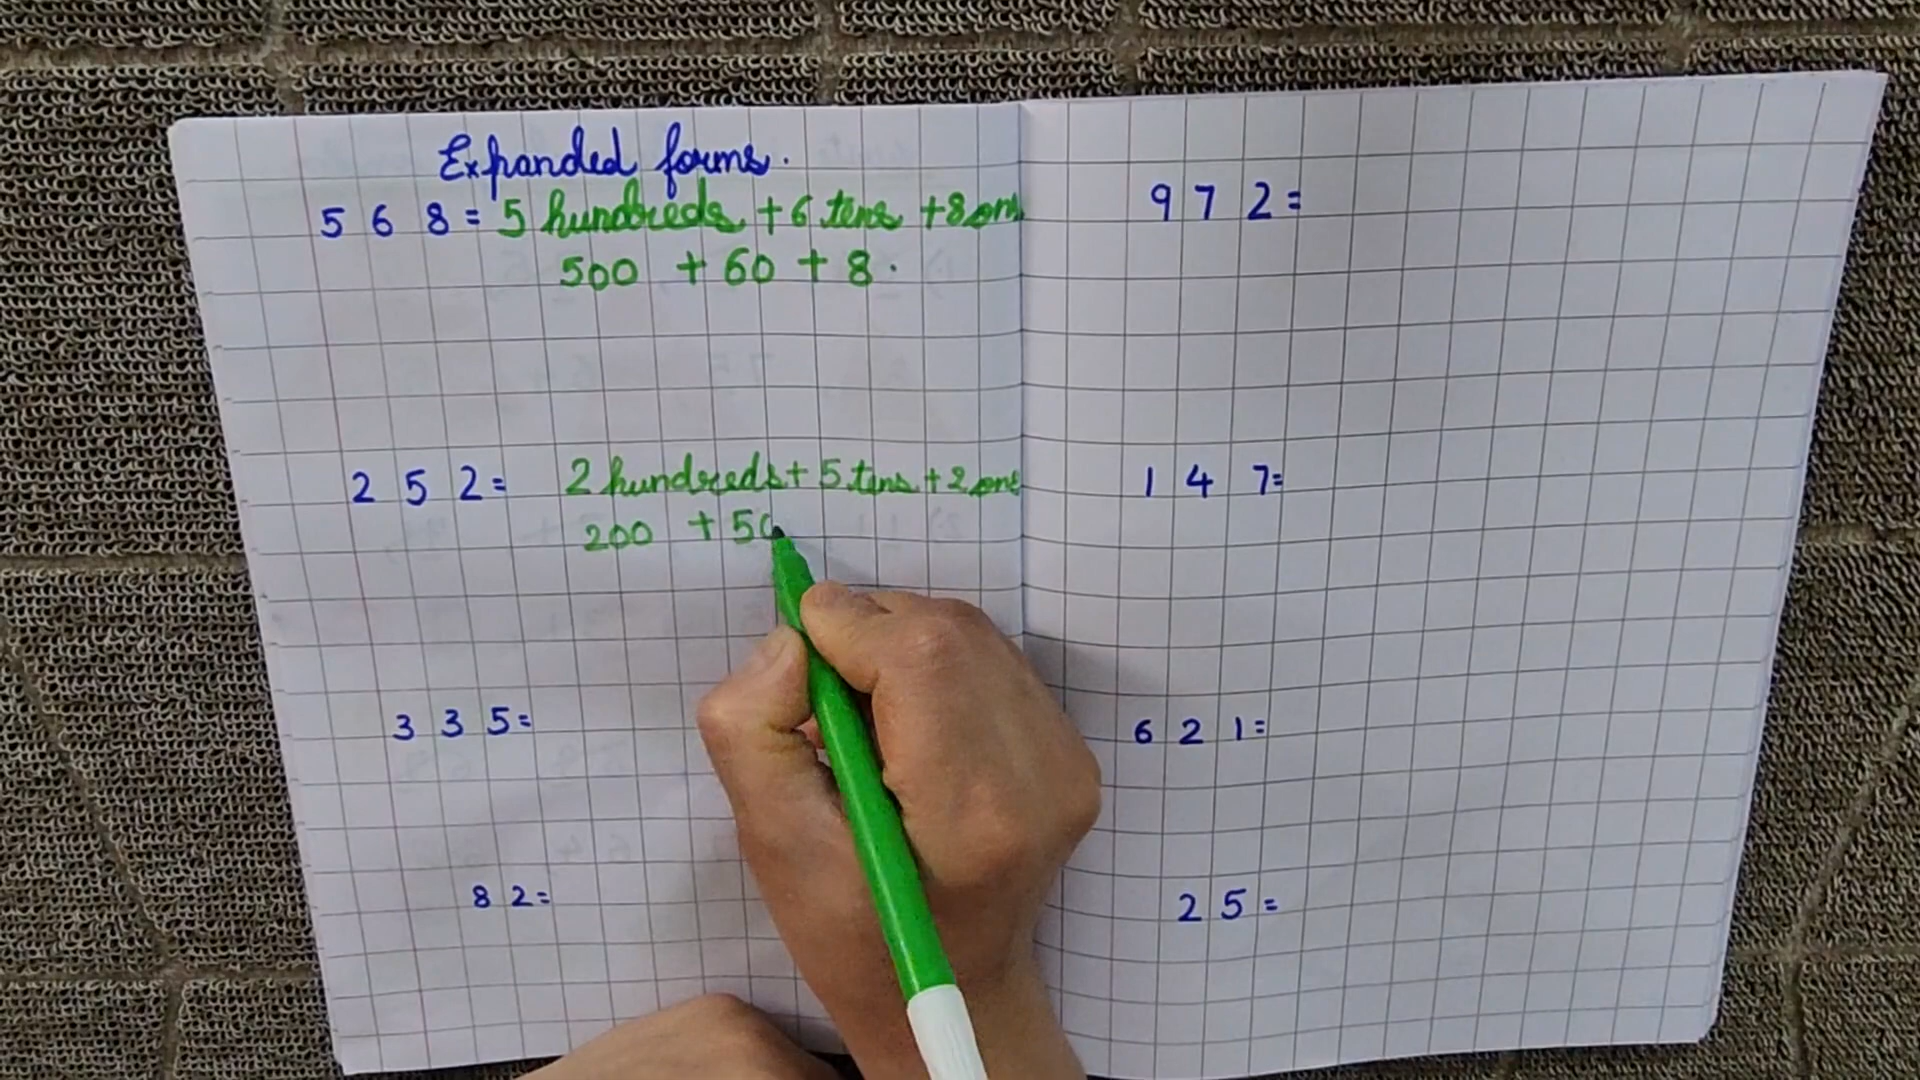 Expanded forms.
5 6 8 = 5 hundreds + 6 tens + 8 ons
500 + 60 + 8.
2 5 2 = 2 hundreds + 5 tens + 2 one
200 + 50
3 3 5 =
8 2 =
9 7 2 =
1 4 7 =
6 2 1 =
2 5 =